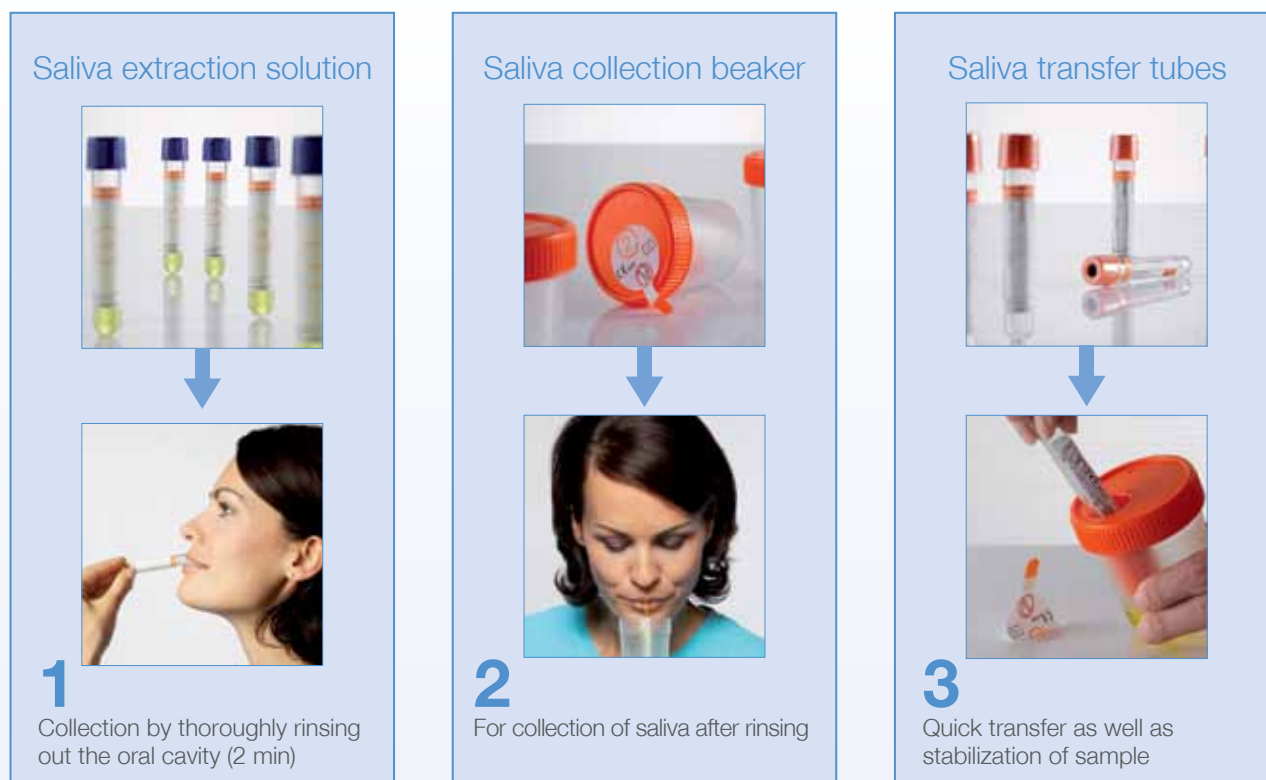 Saliva extraction solution
1
Collection by thoroughly rinsing
out the oral cavity (2 min)
Saliva collection beaker
2
For collection of saliva after rinsing
Saliva transfer tubes
3
Quick transfer as well as
stabilization of sample